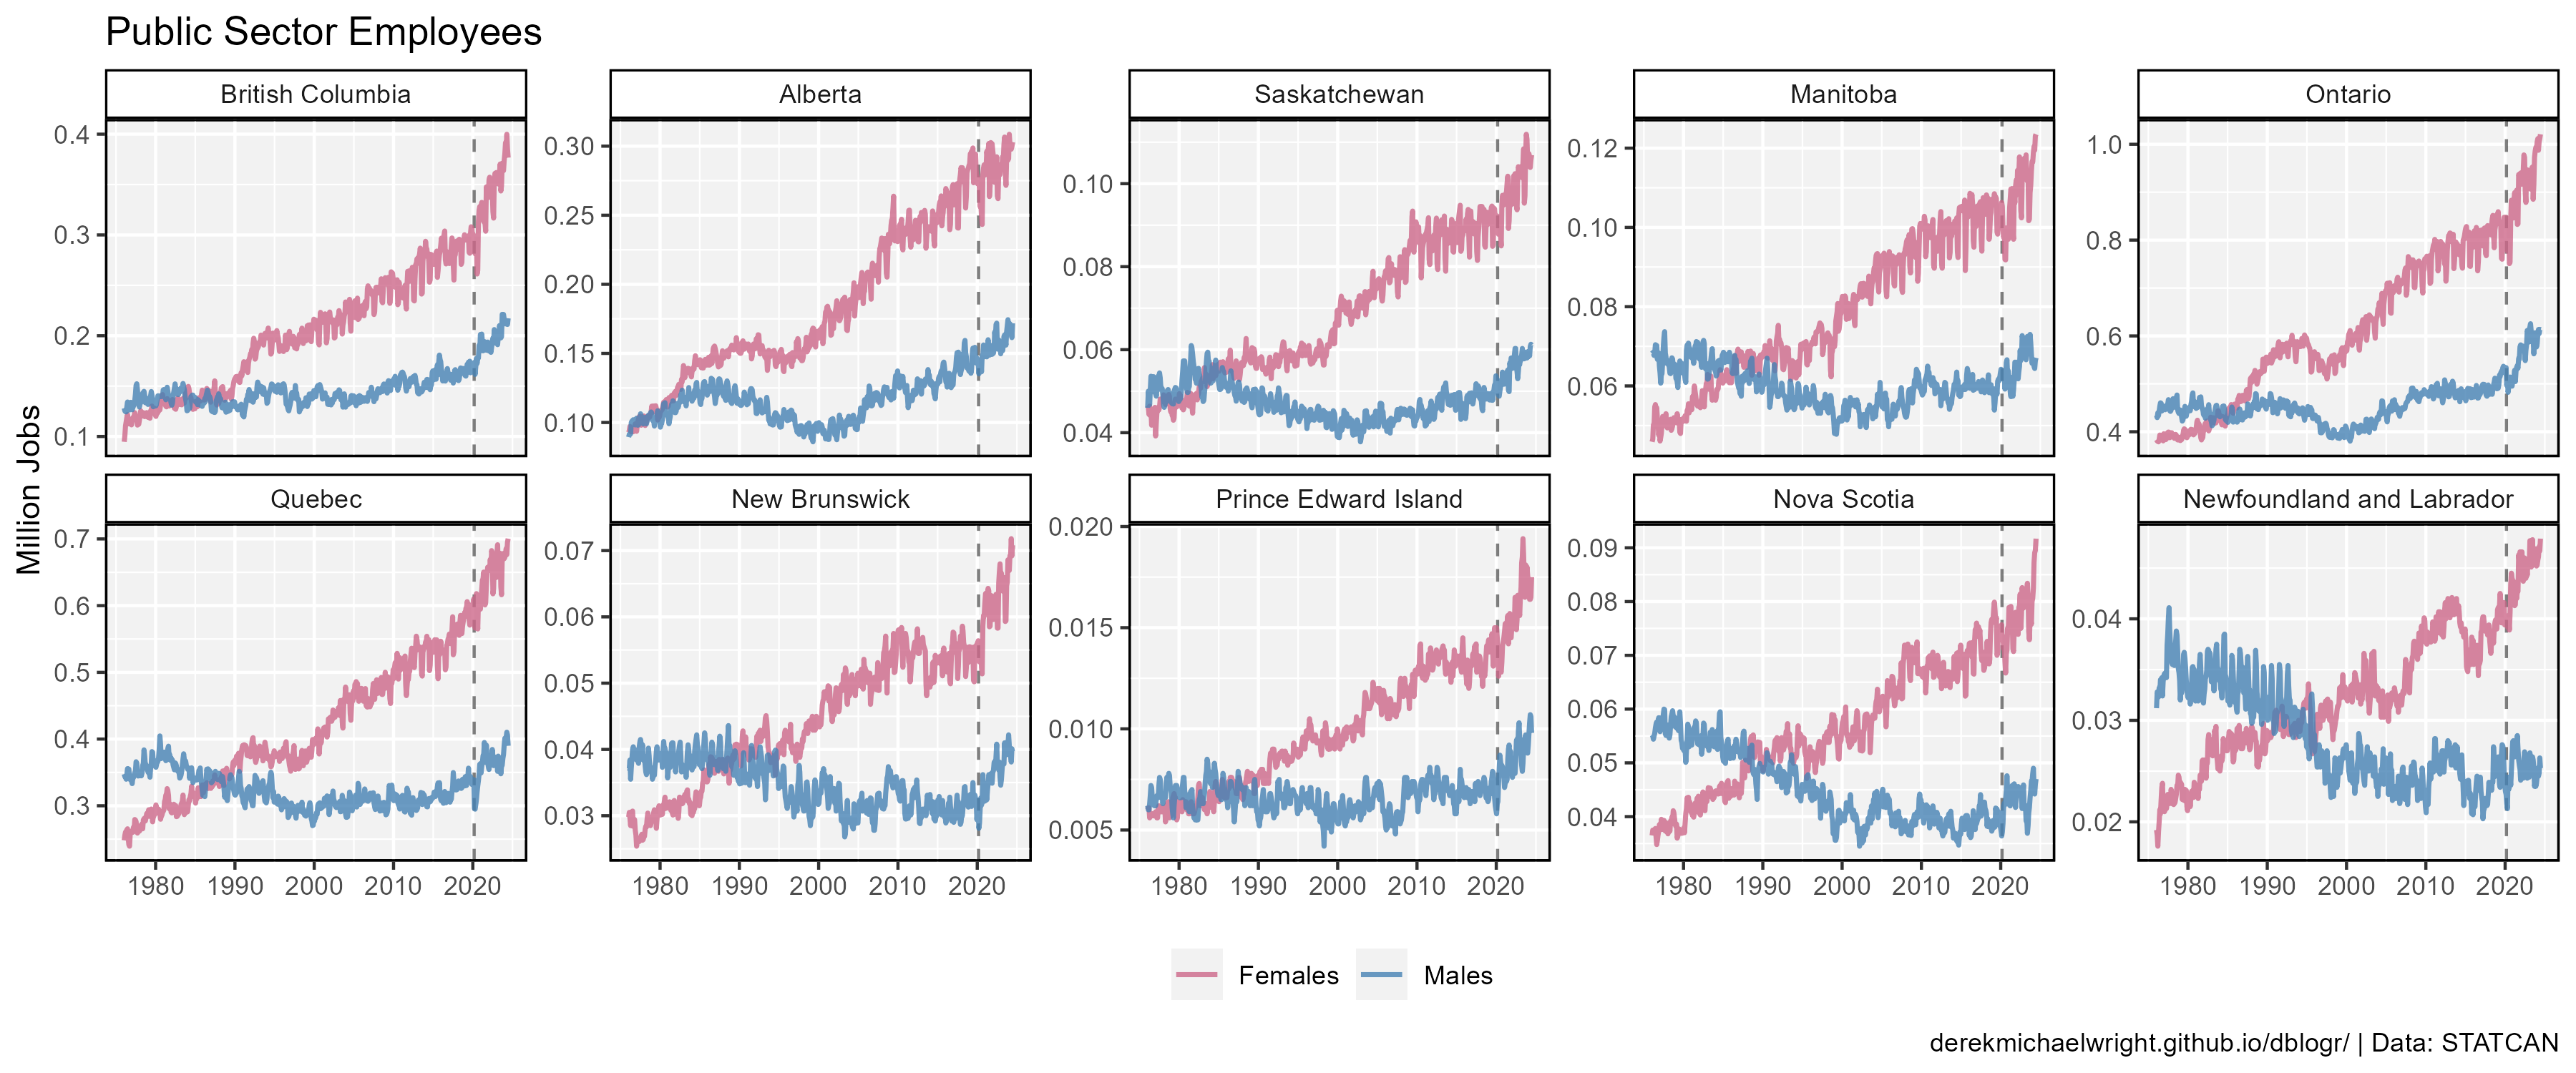 Public Sector Employees
British Columbia
Alberta
Saskatchewan
Manitoba
Ontario
0.4
0.3
0.2
0.1
0.30
0.25
0.20
0.15
0.10
0.10
0.08
0.06
0.04
0.12
0.10
0.08
0.06
1.0
0.8
0.6
0.4
Million Jobs
Quebec
New Brunswick
Prince Edward Island
Nova Scotia
Newfoundland and Labrador
0.7
0.6
0.5
0.4
0.3
0.07
0.06
0.05
0.04
0.03
0.020
0.015
0.010
0.005
0.09
0.08
0.07
0.06
0.05
0.04
0.04
0.03
0.02
1980 1990 2000 2010 2020
1980 1990 2000 2010 2020
1980 1990 2000 2010 2020
1980 1990 2000 2010 2020
1980 1990 2000 2010 2020
Females Males
derekmichaelwright.github.io/dblogr/ | Data: STATCAN